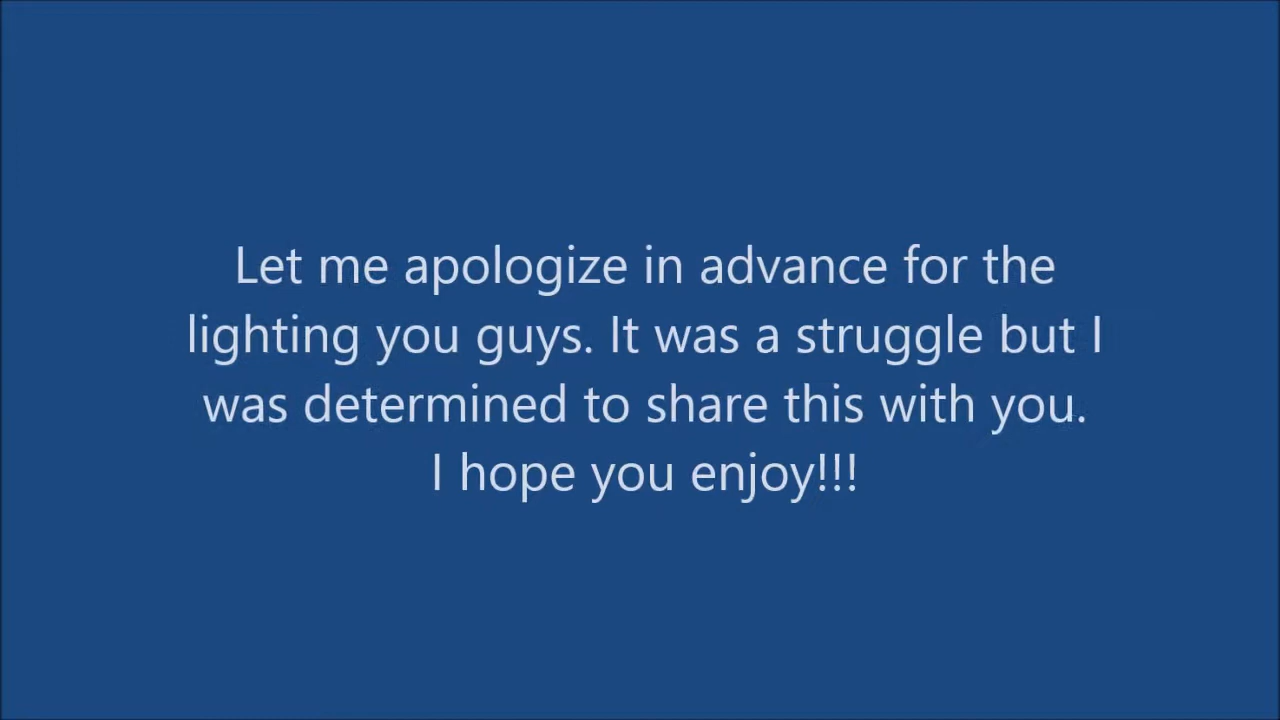 Let me apologize in advance for the
lighting you guys. It was a struggle but I
was determined to share this with you.
I hope you enjoy!!!